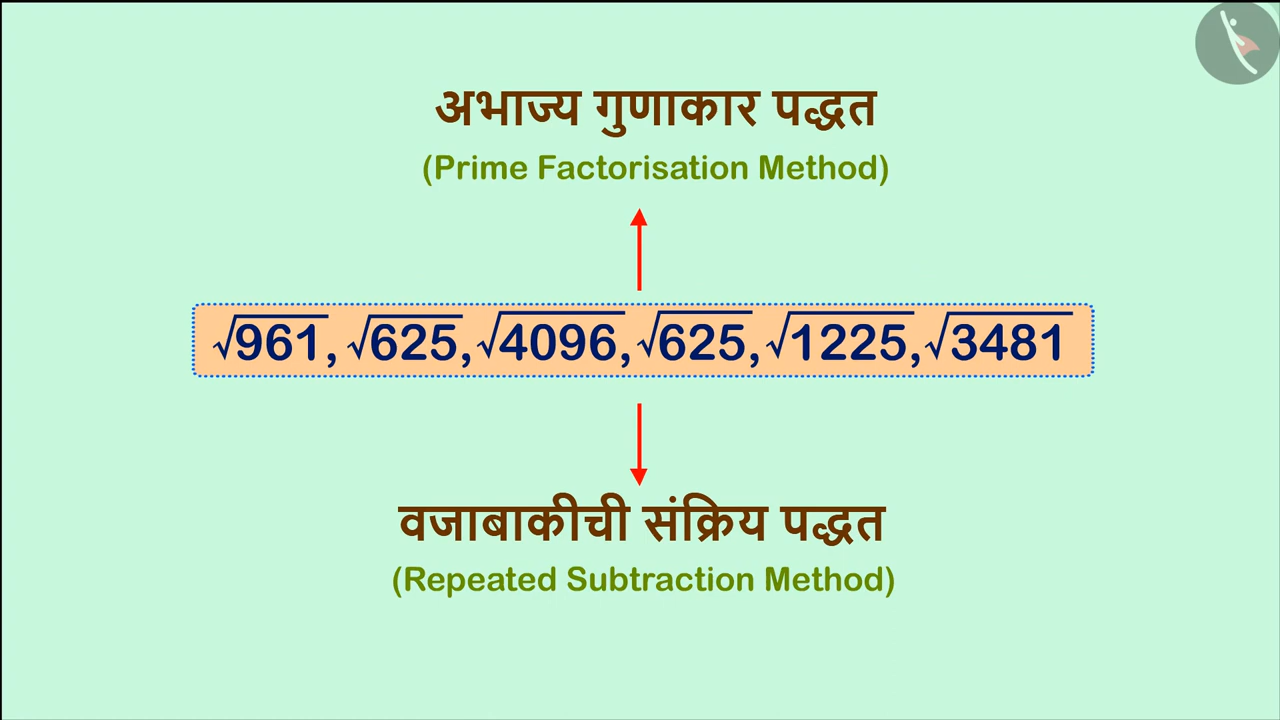 अभाज्य गुणाकार पद्धत
(Prime Factorisation Method)
√961, √625, √4096, √625, √1225, √3481
वजाबाकीची संक्रिय पद्धत
(Repeated Subtraction Method)